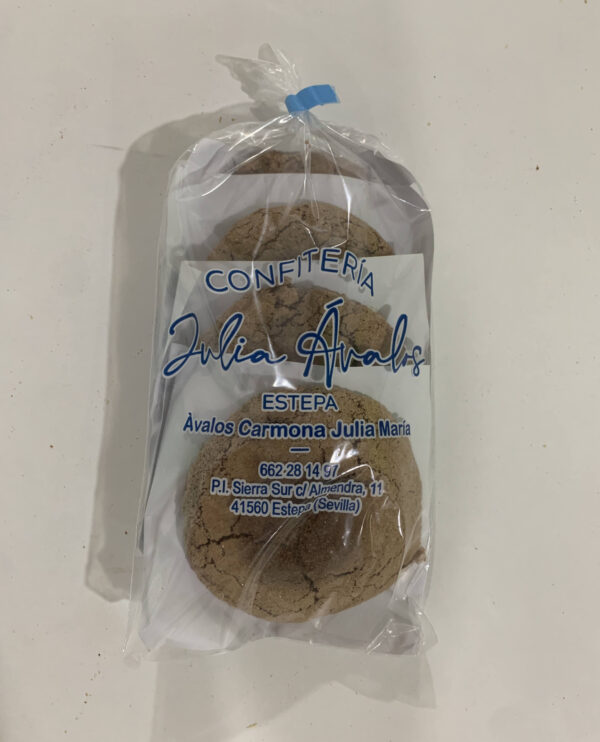 CONFITERÍA
Julia Ávalos
ESTEPA
Àvalos Carmona Julia María
662 28 14 97
P.I. Sierra Sur c/ Almendra, 11
41560 Estepa (Sevilla)